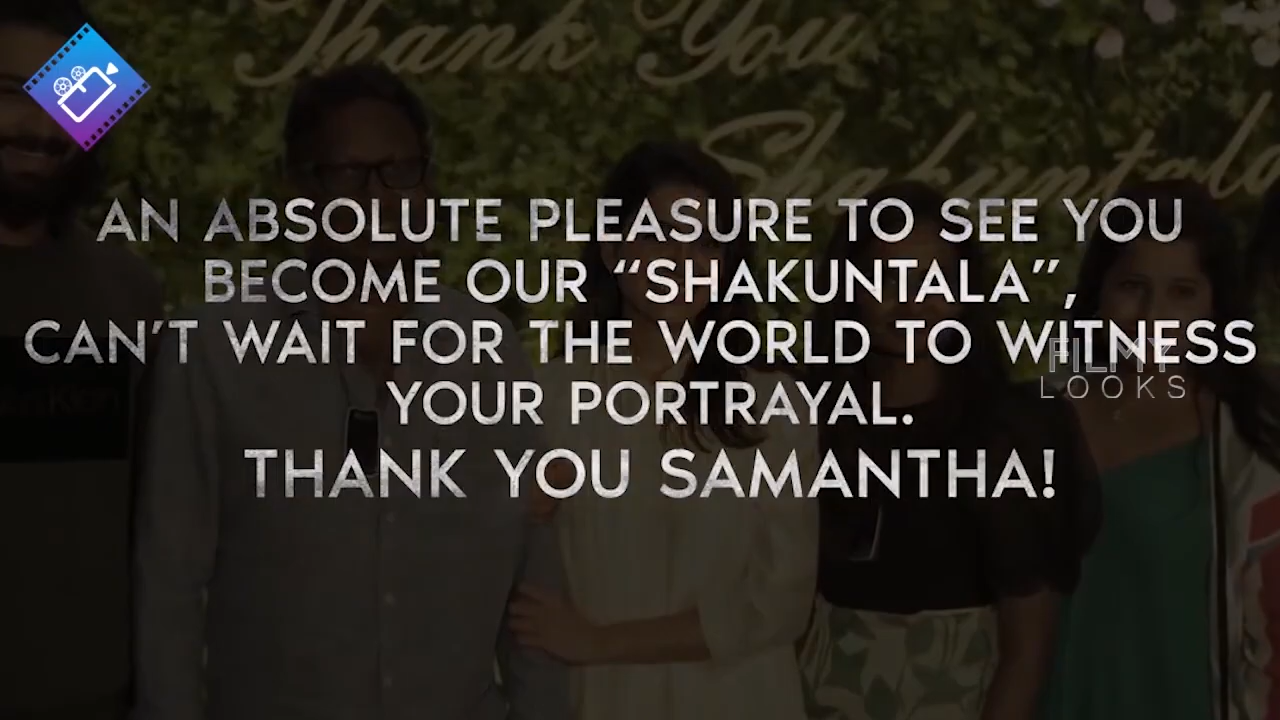 Thank You
Shakuntala
AN ABSOLUTE PLEASURE TO SEE YOU
BECOME OUR “SHAKUNTALA”,
CAN’T WAIT FOR THE WORLD TO WITNESS
YOUR PORTRAYAL.
THANK YOU SAMANTHA!
FILMY
LOOKS